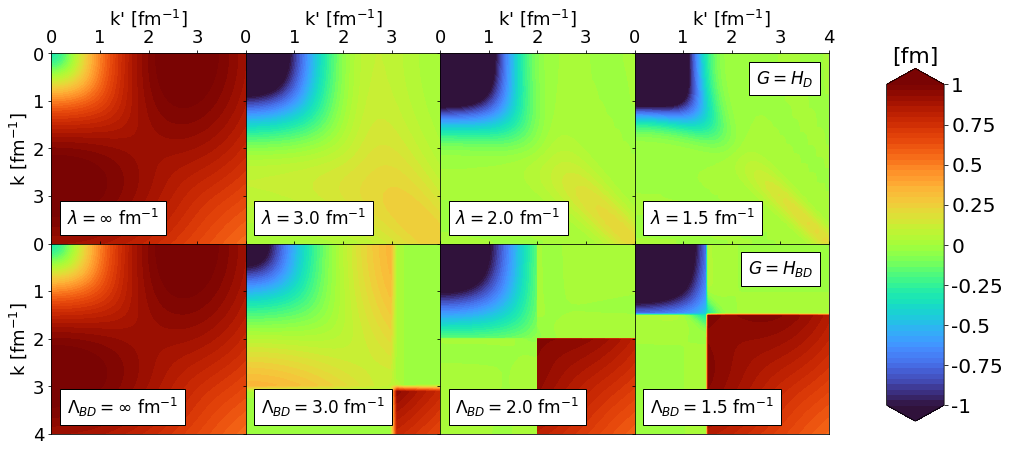 k' [fm⁻¹] k' [fm⁻¹] k' [fm⁻¹] k' [fm⁻¹]
0 1 2 3 0 1 2 3 0 1 2 3 0 1 2 3 4
[fm]
0
1
2
3
k [fm⁻¹]
G = H_D
λ = ∞ fm⁻¹ λ = 3.0 fm⁻¹ λ = 2.0 fm⁻¹ λ = 1.5 fm⁻¹
0
1
2
3
4
k [fm⁻¹]
G = H_BD
Λ_BD = ∞ fm⁻¹ Λ_BD = 3.0 fm⁻¹ Λ_BD = 2.0 fm⁻¹ Λ_BD = 1.5 fm⁻¹
1
0.75
0.5
0.25
0
-0.25
-0.5
-0.75
-1